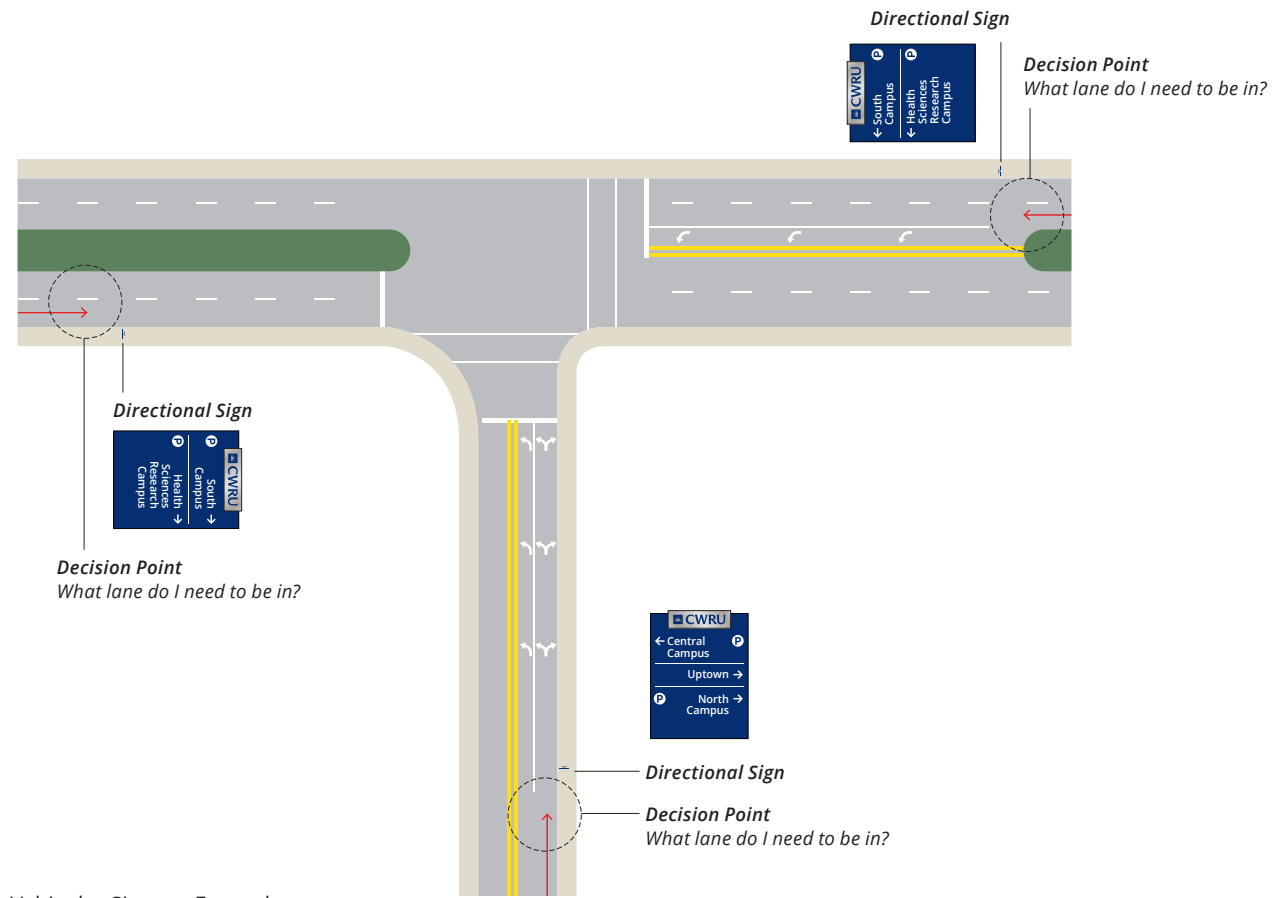 Directional Sign
CWRU
← South
Campus
P
← Health
Sciences
Research
Campus
P
Decision Point
What lane do I need to be in?
Directional Sign
CWRU
South →
Campus
P
Health →
Sciences
Research
Campus
P
Decision Point
What lane do I need to be in?
CWRU
← Central
Campus
P
Uptown →
P
North →
Campus
Directional Sign
Decision Point
What lane do I need to be in?